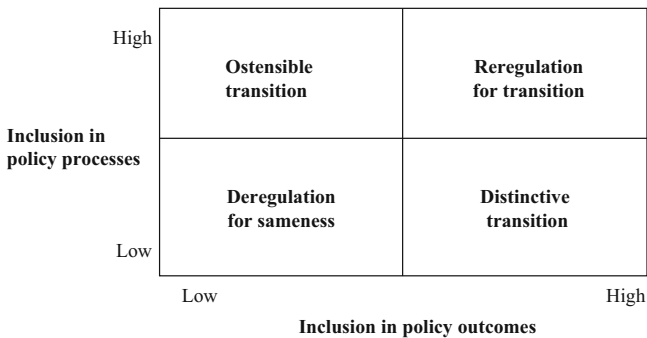 High
Ostensible
transition
Reregulation
for transition
Inclusion in
policy processes
Deregulation
for sameness
Distinctive
transition
Low
Low
High
Inclusion in policy outcomes